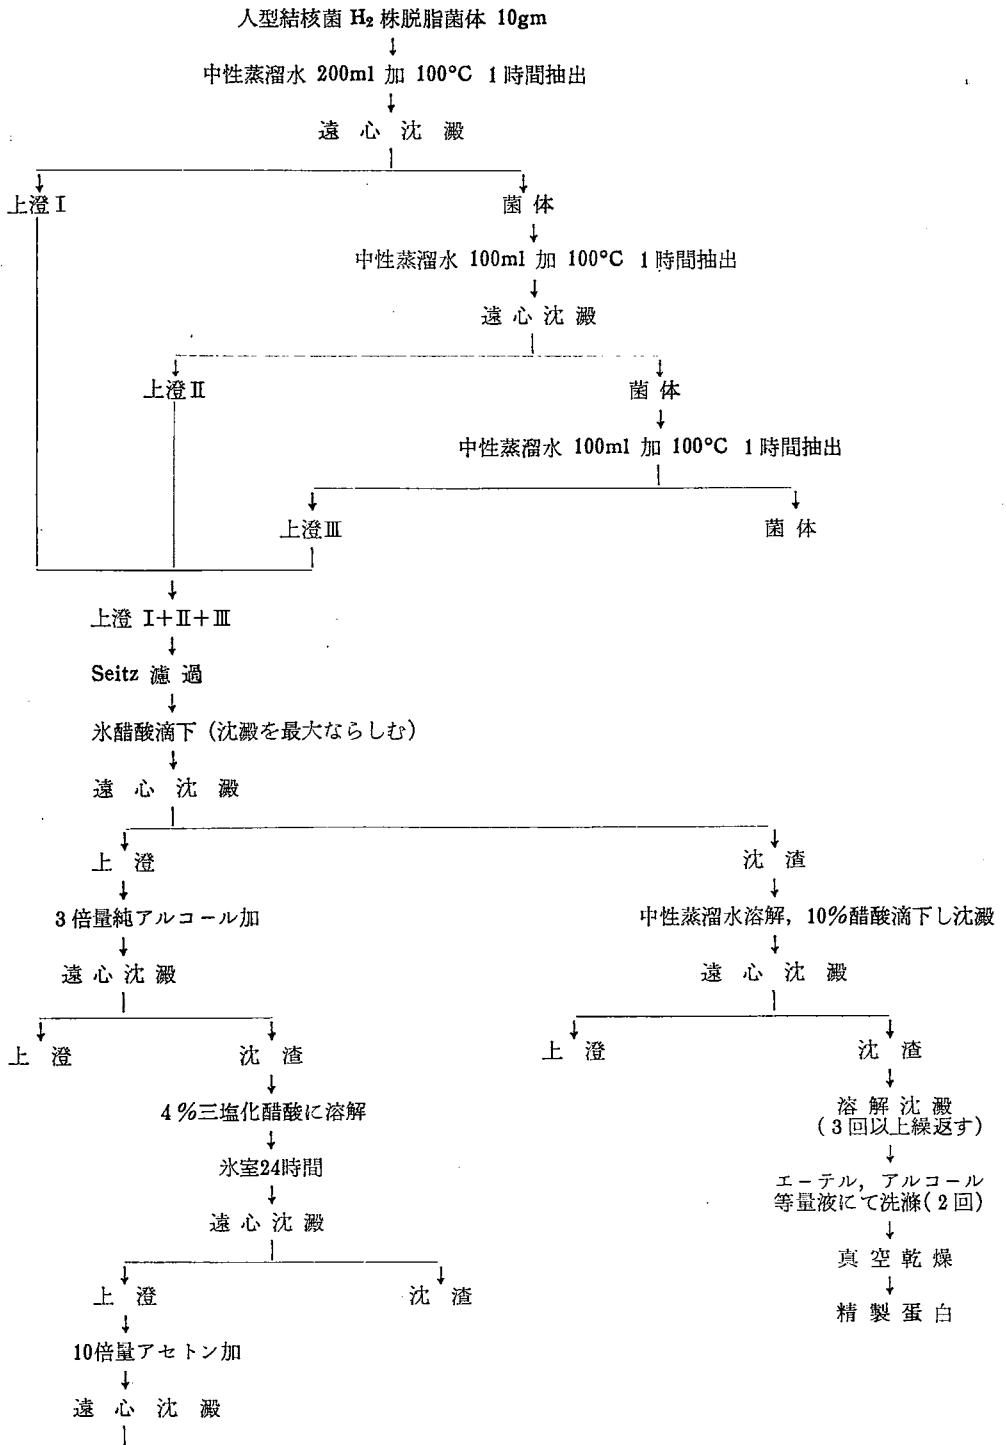 人型結核菌 H₂ 株脱脂菌体 10gm
中性蒸溜水 200ml 加 100°C 1時間抽出
遠心沈澱
上澄Ⅰ
菌体
中性蒸溜水 100ml 加 100°C 1時間抽出
遠心沈澱
上澄Ⅱ
菌体
中性蒸溜水 100ml 加 100°C 1時間抽出
上澄Ⅲ
菌体
上澄 Ⅰ+Ⅱ+Ⅲ
Seitz 濾過
氷醋酸滴下(沈澱を最大ならしむ)
遠心沈澱
上澄
沈渣
3倍量純アルコール加
中性蒸溜水溶解,10%醋酸滴下し沈澱
遠心沈澱
遠心沈澱
上澄
沈渣
上澄
沈渣
4%三塩化醋酸に溶解
溶解沈澱
(3回以上繰返す)
氷室24時間
エーテル,アルコール
等量液にて洗滌(2回)
遠心沈澱
真空乾燥
上澄
沈渣
精製蛋白
10倍量アセトン加
遠心沈澱